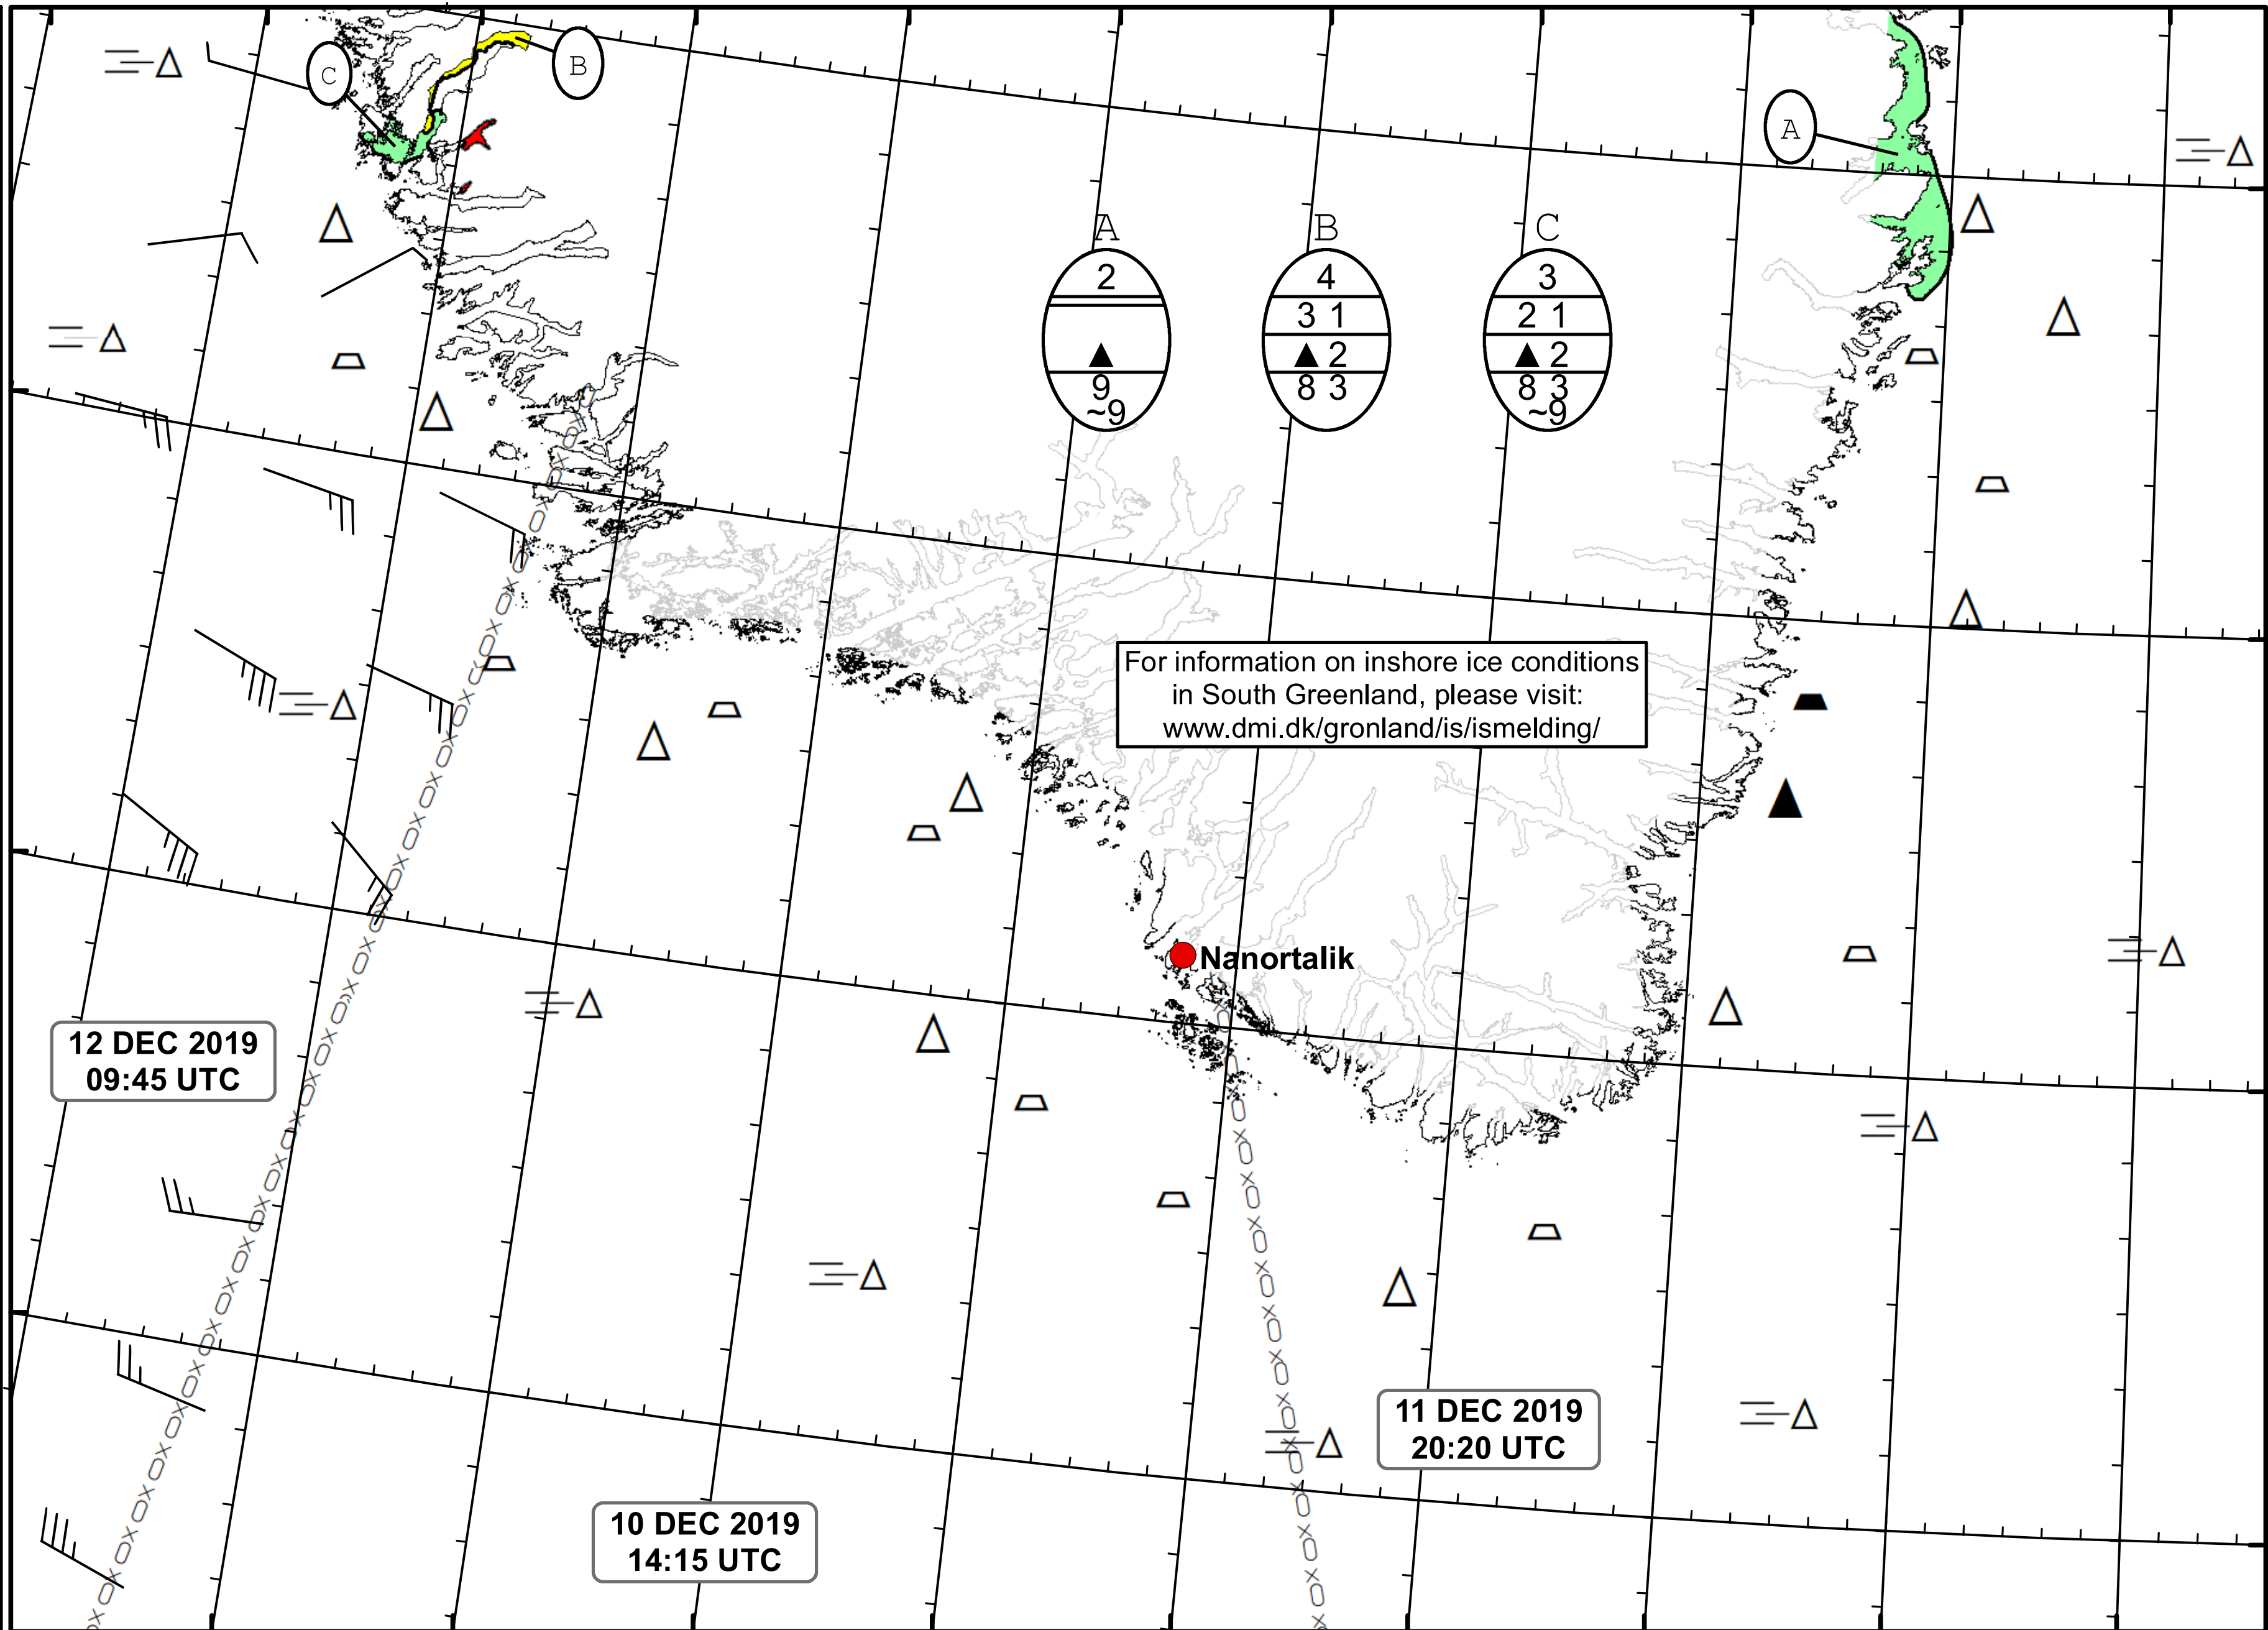 C
B
A
A
B
C
2
4
3
3 1
2 1
▲
▲ 2
▲ 2
9
8 3
8 3
~9
~9
For information on inshore ice conditions
in South Greenland, please visit:
www.dmi.dk/gronland/is/ismelding/
Nanortalik
12 DEC 2019
09:45 UTC
11 DEC 2019
20:20 UTC
10 DEC 2019
14:15 UTC